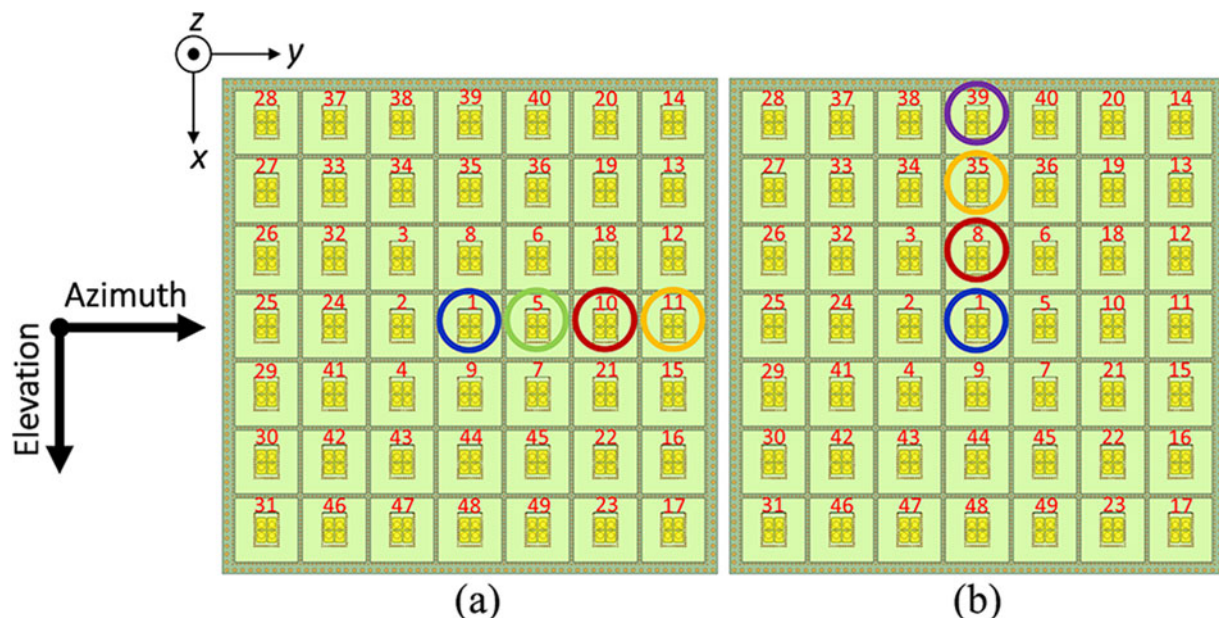 z
y
x
28 37 38 39 40 20 14
28 37 38 39 40 20 14
27 33 34 35 36 19 13
27 33 34 35 36 19 13
26 32 3 8 6 18 12
26 32 3 8 6 18 12
Azimuth
25 24 2 1 5 10 11
25 24 2 1 5 10 11
Elevation
29 41 4 9 7 21 15
29 41 4 9 7 21 15
30 42 43 44 45 22 16
30 42 43 44 45 22 16
31 46 47 48 49 23 17
31 46 47 48 49 23 17
(a)
(b)